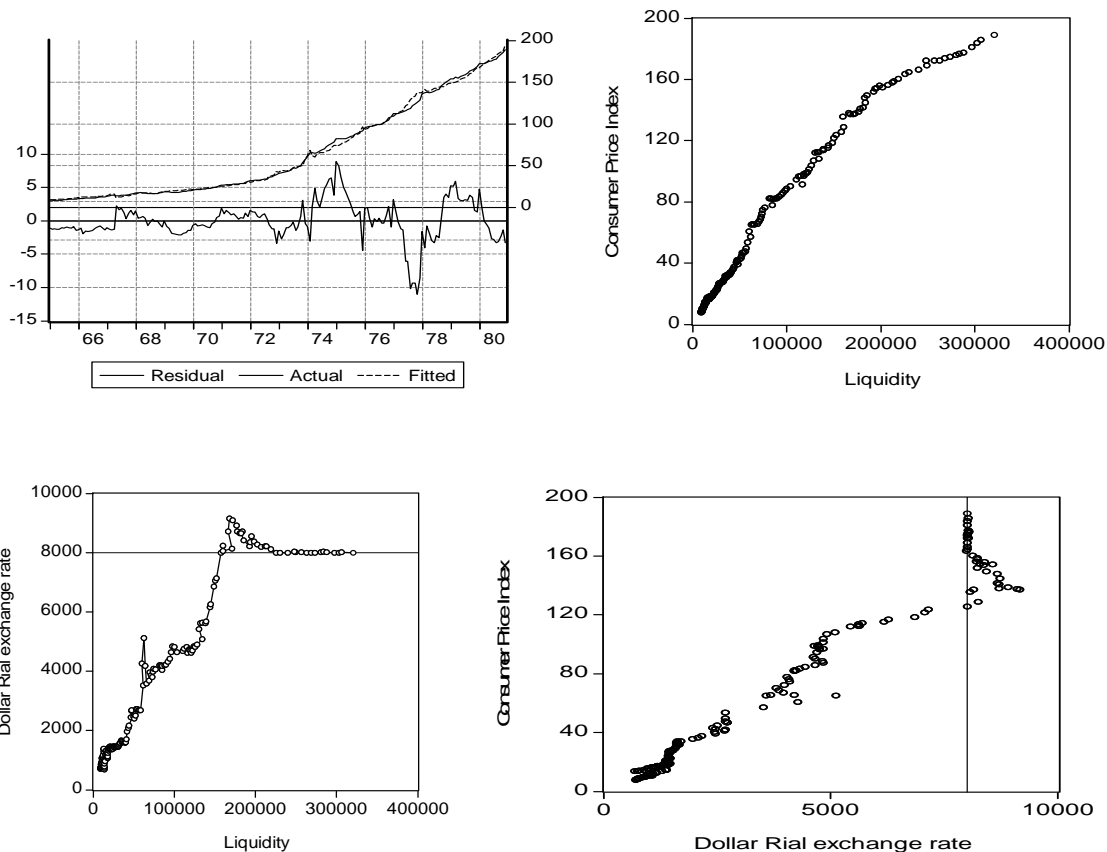 200
150
100
50
0
10
5
0
-5
-10
-15
66 68 70 72 74 76 78 80
Residual Actual Fitted
200
160
120
80
40
0
0 100000 200000 300000 400000
Consumer Price Index
Liquidity
10000
8000
6000
4000
2000
0
0 100000 200000 300000 400000
Dollar Rial exchange rate
Liquidity
200
160
120
80
40
0
0 5000 10000
Consumer Price Index
Dollar Rial exchange rate